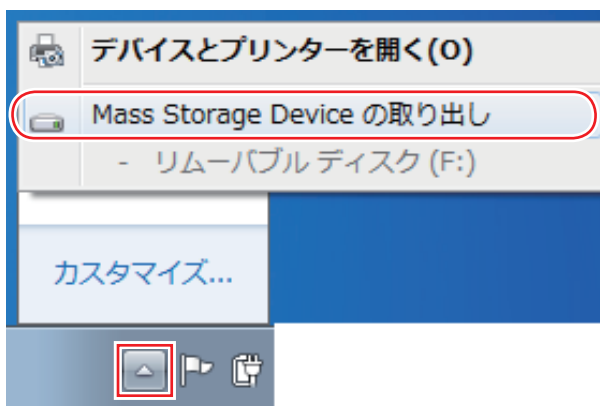 デバイスとプリンターを開く(O)
Mass Storage Device の取り出し
- リムーバブル ディスク (F:)
カスタマイズ...